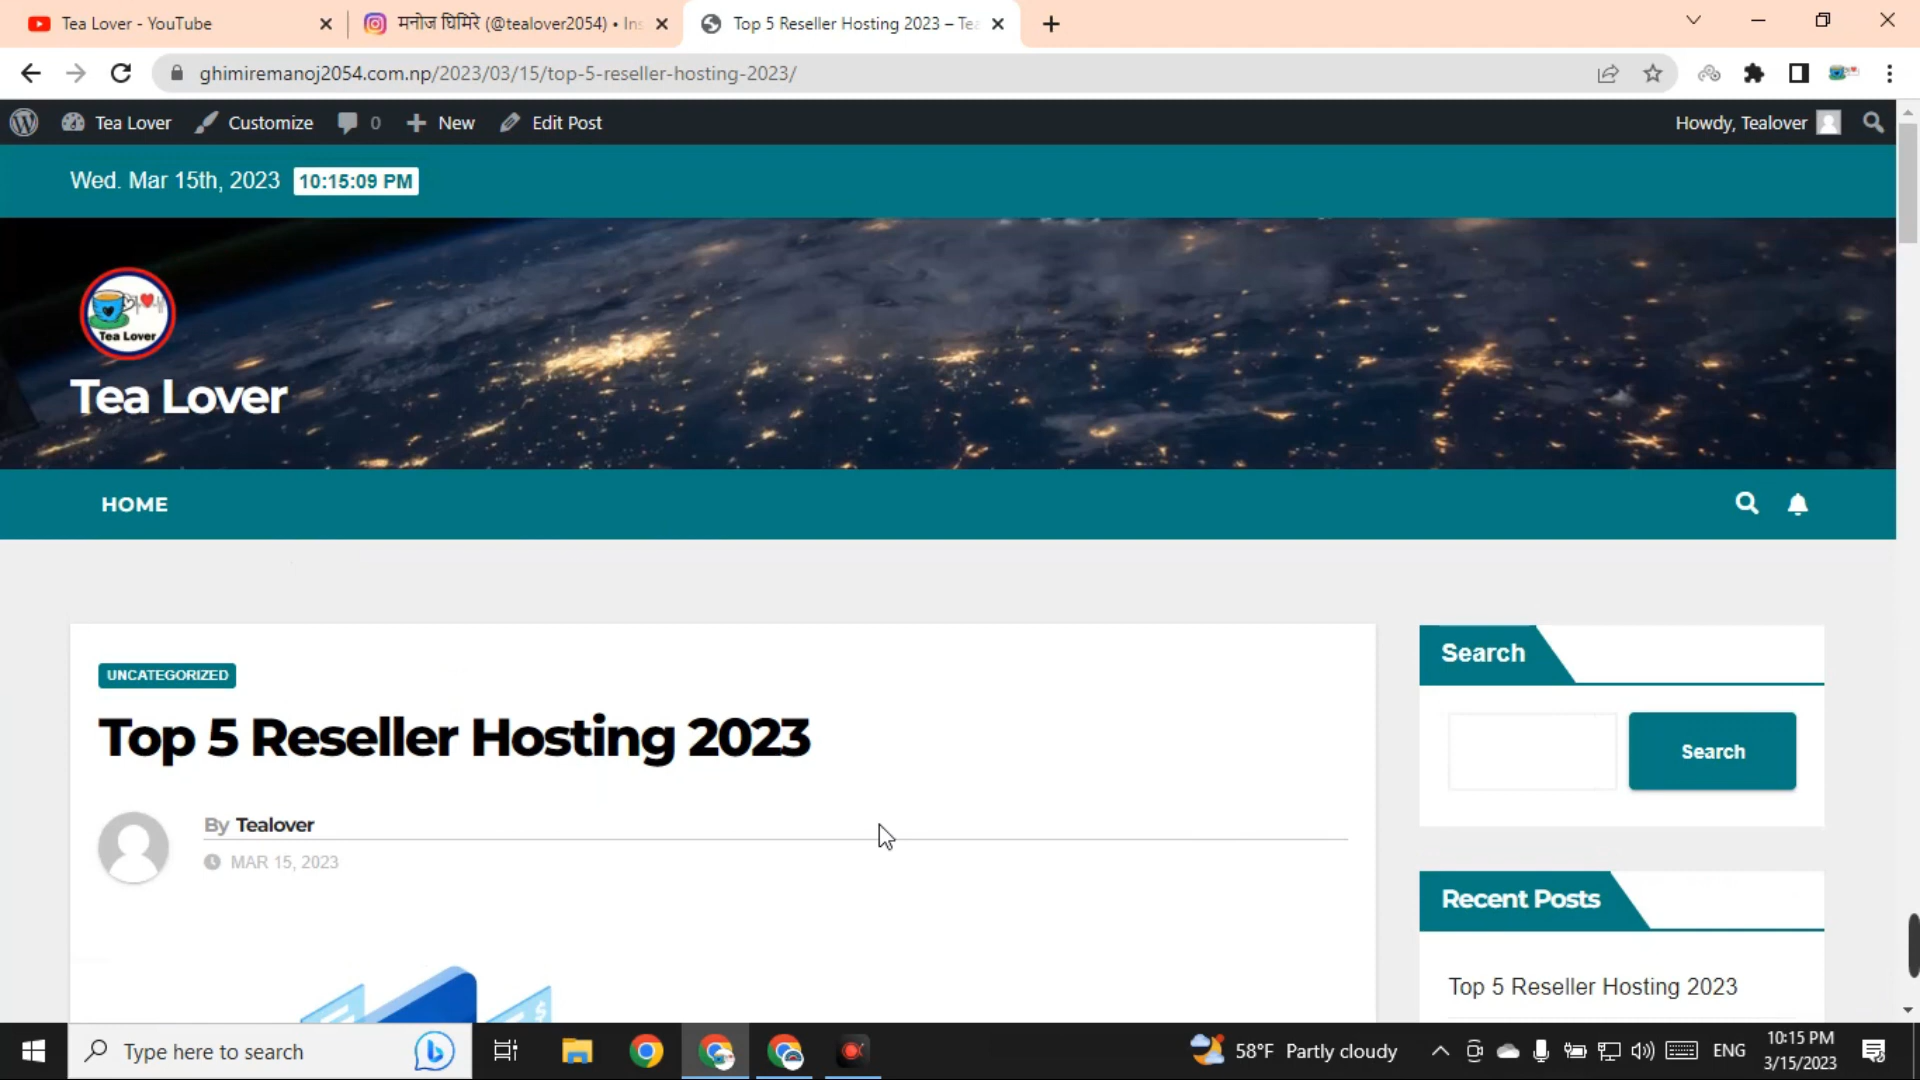 Tea Lover - YouTube
मनोज घिमिरे (@tealover2054) • Ins
Top 5 Reseller Hosting 2023 – Tea
ghimiremanoj2054.com.np/2023/03/15/top-5-reseller-hosting-2023/
Tea Lover
Customize
0
New
Edit Post
Howdy, Tealover
Wed. Mar 15th, 2023
10:15:09 PM
Tea Lover
Tea Lover
HOME
UNCATEGORIZED
Top 5 Reseller Hosting 2023
By Tealover
MAR 15, 2023
Search
Search
Recent Posts
Top 5 Reseller Hosting 2023
Type here to search
58°F Partly cloudy
ENG
10:15 PM
3/15/2023